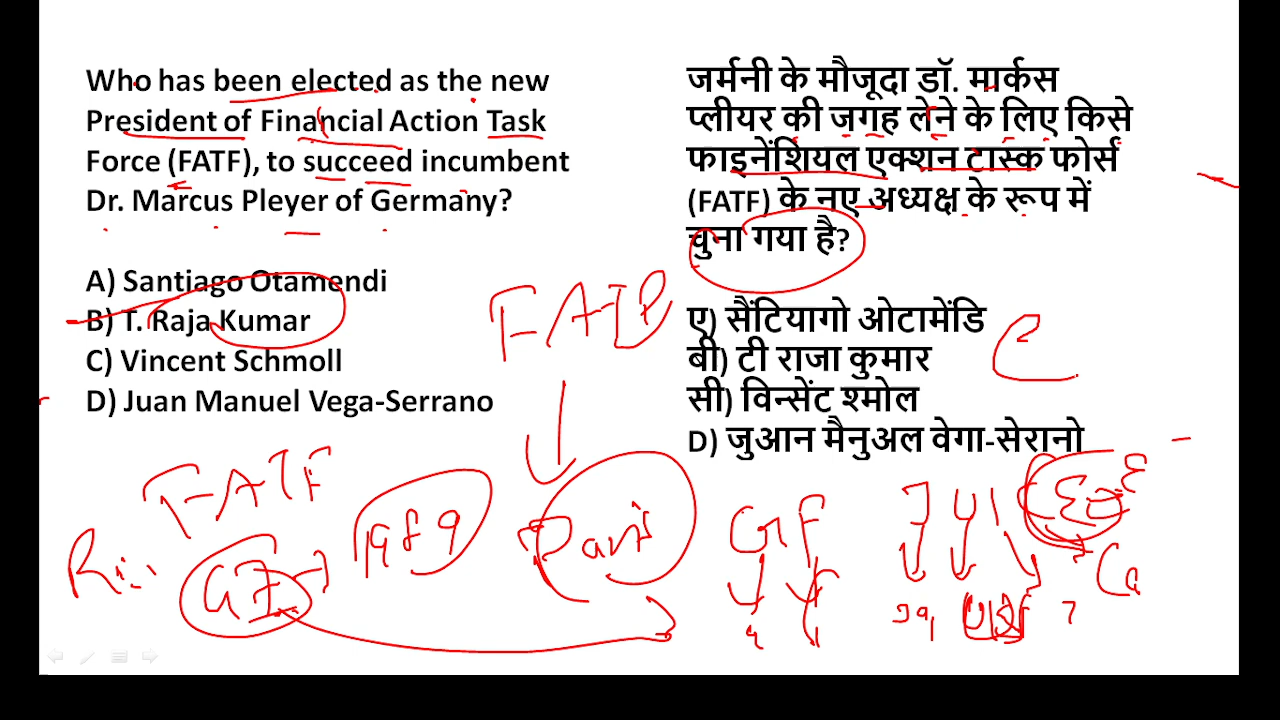 Who has been elected as the new
President of Financial Action Task
Force (FATF), to succeed incumbent
Dr. Marcus Pleyer of Germany?
A) Santiago Otamendi
B) T. Raja Kumar
C) Vincent Schmoll
D) Juan Manuel Vega-Serrano
जर्मनी के मौजूदा डॉ. मार्कस
प्लीयर की जगह लेने के लिए किसे
फाइनेंशियल एक्शन टास्क फोर्स
(FATF) के नए अध्यक्ष के रूप में
चुना गया है?
ए) सैंटियागो ओटामेंडि
बी) टी राजा कुमार
सी) विन्सेंट श्मोल
D) जुआन मैनुअल वेगा-सेरानो
FATF
1989
Paris